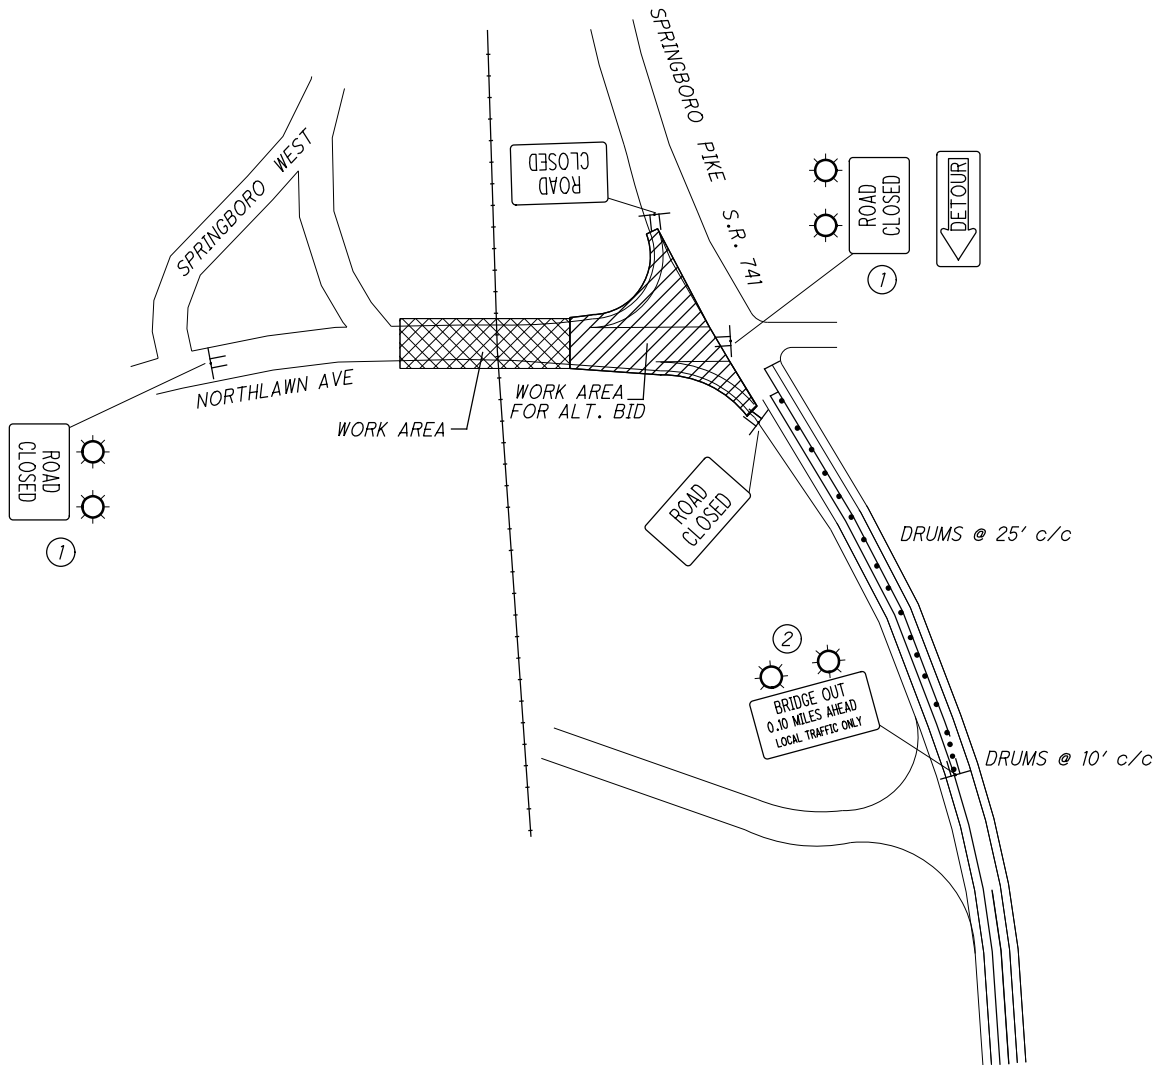 SPRINGBORO PIKE S.R. 741
SPRINGBORO WEST
ROAD
CLOSED
ROAD
CLOSED
DETOUR
1
NORTHLAWN AVE
WORK AREA
FOR ALT. BID
WORK AREA
ROAD
CLOSED
1
ROAD
CLOSED
DRUMS @ 25' c/c
2
BRIDGE OUT
0.10 MILES AHEAD
LOCAL TRAFFIC ONLY
DRUMS @ 10' c/c